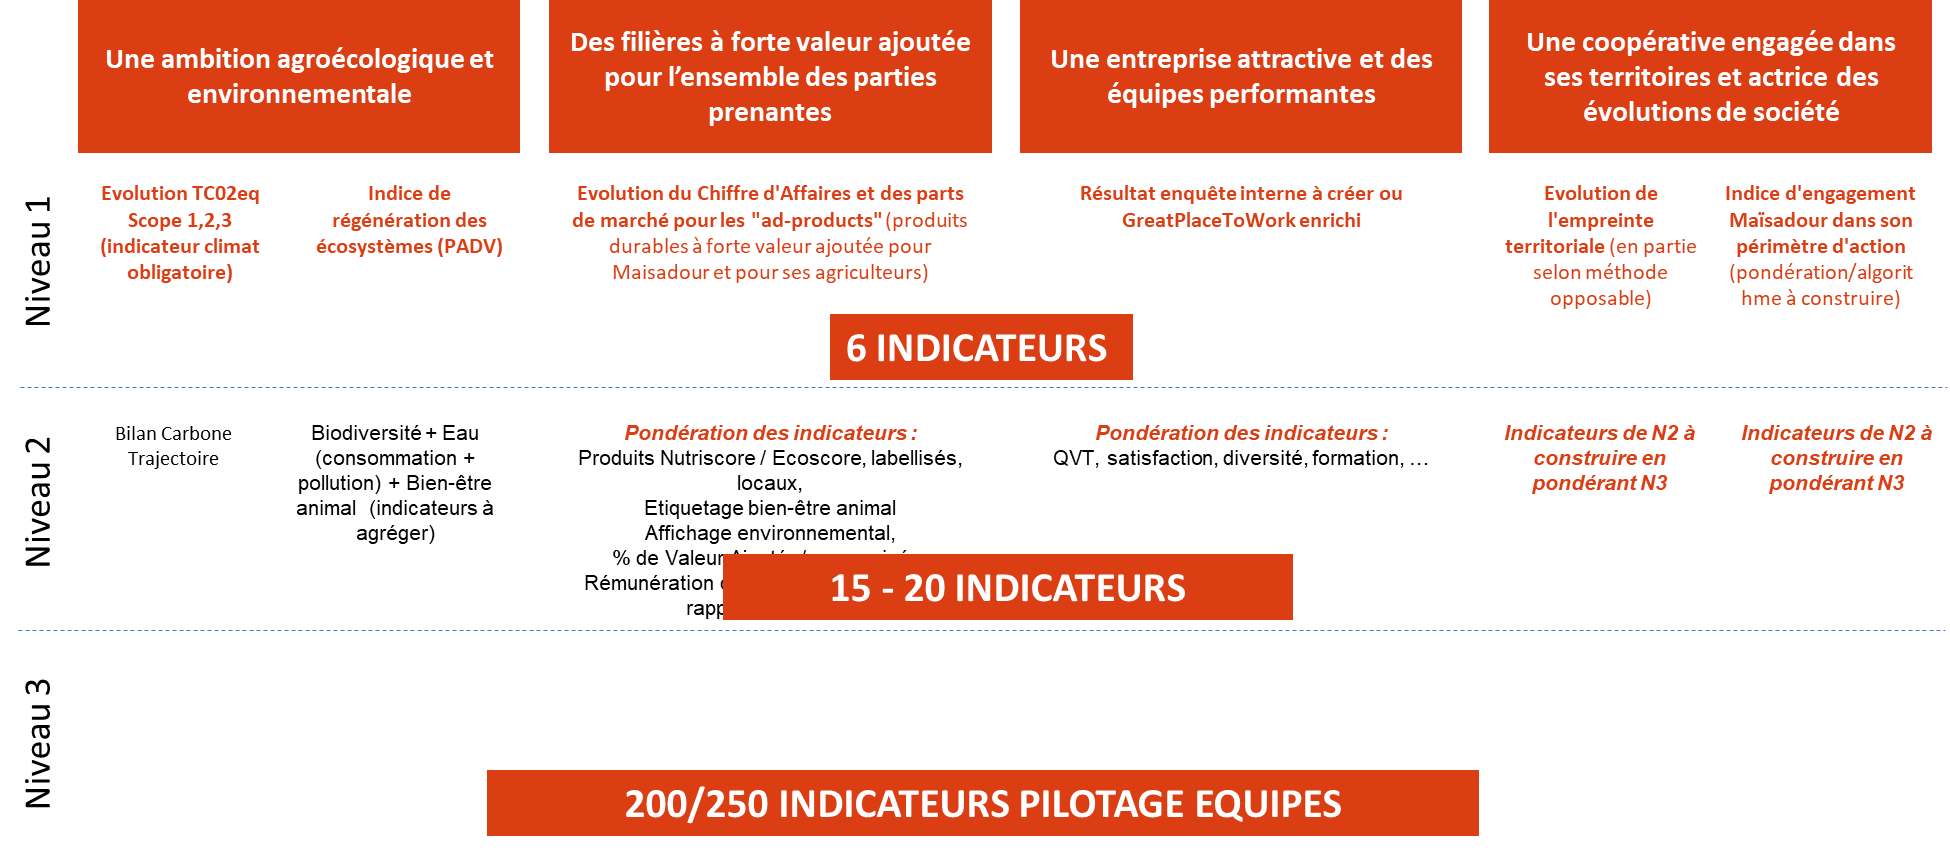 Une ambition agroécologique et
environnementale
Des filières à forte valeur ajoutée
pour l’ensemble des parties
prenantes
Une entreprise attractive et des
équipes performantes
Une coopérative engagée dans
ses territoires et actrice des
évolutions de société
Niveau 1
Evolution TC02eq
Scope 1,2,3
(indicateur climat
obligatoire)
Indice de
régénération des
écosystèmes (PADV)
Evolution du Chiffre d'Affaires et des parts
de marché pour les "ad-products" (produits
durables à forte valeur ajoutée pour
Maisadour et pour ses agriculteurs)
Résultat enquête interne à créer ou
GreatPlaceToWork enrichi
Evolution de
l'empreinte
territoriale (en partie
selon méthode
opposable)
Indice d'engagement
Maïsadour dans son
périmètre d'action
(pondération/algorit
hme à construire)
6 INDICATEURS
Niveau 2
Bilan Carbone
Trajectoire
Biodiversité + Eau
(consommation +
pollution) + Bien-être
animal (indicateurs à
agréger)
Pondération des indicateurs :
Produits Nutriscore / Ecoscore, labellisés,
locaux,
Etiquetage bien-être animal
Affichage environnemental,
% de Valeur
Rémunération
Pondération des indicateurs :
QVT, satisfaction, diversité, formation, …
Indicateurs de N2 à
construire en
pondérant N3
Indicateurs de N2 à
construire en
pondérant N3
15 - 20 INDICATEURS
Niveau 3
200/250 INDICATEURS PILOTAGE EQUIPES